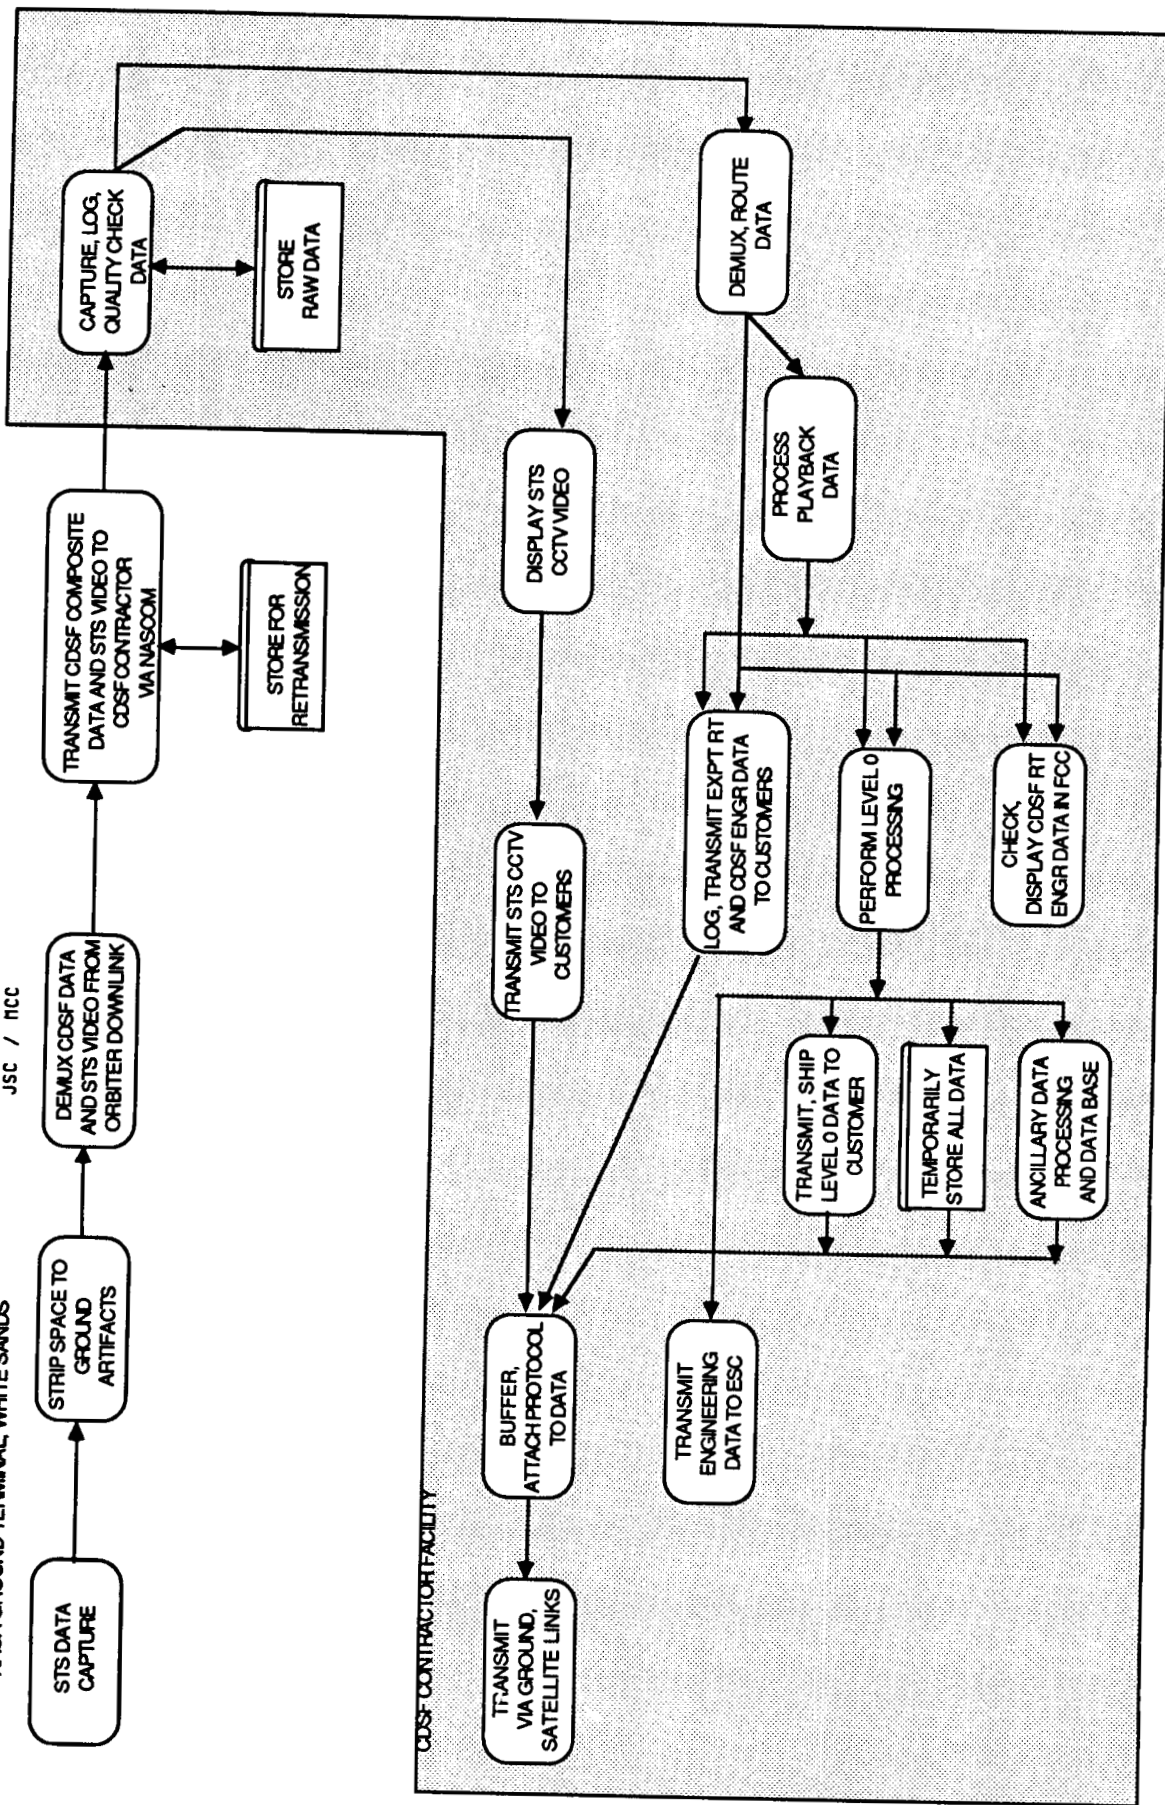 GROUND TERMINAL, WHITE SANDS
JSC / MCC
STS DATA
CAPTURE
STRIP SPACE TO
GROUND
ARTIFACTS
DEMUX CDSF DATA
AND STS VIDEO FROM
ORBITER DOWNLINK
TRANSMIT CDSF COMPOSITE
DATA AND STS VIDEO TO
CDSF CONTRACTOR
VIA NASCOM
STORE FOR
RETRANSMISSION
CAPTURE, LOG,
QUALITY CHECK
DATA
STORE
RAW DATA
CDSF CONTRACTOR FACILITY
TRANSMIT
VIA GROUND,
SATELLITE LINKS
BUFFER,
ATTACH PROTOCOL
TO DATA
TRANSMIT STS CCTV
VIDEO TO
CUSTOMERS
DISPLAY STS
CCTV VIDEO
DEMUX, ROUTE
DATA
PROCESS
PLAYBACK
DATA
LOG, TRANSMIT EXPT RT
AND CDSF ENGR DATA
TO CUSTOMERS
PERFORM LEVEL 0
PROCESSING
CHECK,
DISPLAY CDSF RT
ENGR DATA IN FCC
TRANSMIT
ENGINEERING
DATA TO ESC
TRANSMIT, SHIP
LEVEL 0 DATA TO
CUSTOMER
TEMPORARILY
STORE ALL DATA
ANCILLARY DATA
PROCESSING
AND DATA BASE